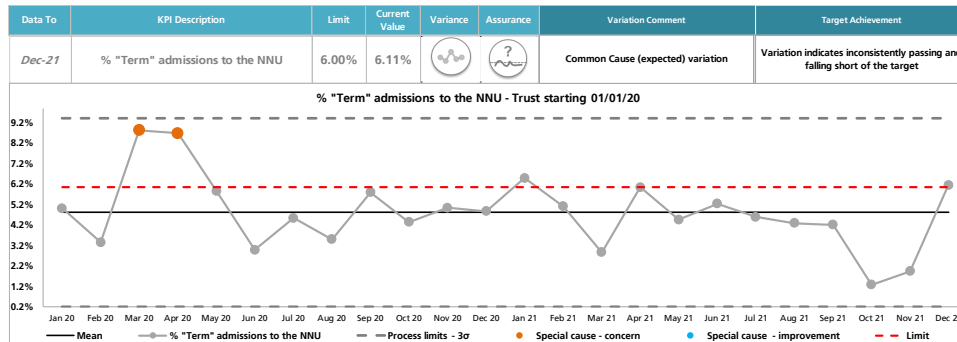 Data To KPI Description Limit Current Value Variance Assurance Variation Comment Target Achievement
Dec-21 % "Term" admissions to the NNU 6.00% 6.11% ? Common Cause (expected) variation Variation indicates inconsistently passing and falling short of the target
% "Term" admissions to the NNU - Trust starting 01/01/20
9.2%
8.2%
7.2%
6.2%
5.2%
4.2%
3.2%
2.2%
1.2%
0.2%
Jan 20 Feb 20 Mar 20 Apr 20 May 20 Jun 20 Jul 20 Aug 20 Sep 20 Oct 20 Nov 20 Dec 20 Jan 21 Feb 21 Mar 21 Apr 21 May 21 Jun 21 Jul 21 Aug 21 Sep 21 Oct 21 Nov 21 Dec 2
Mean % "Term" admissions to the NNU Process limits - 3σ Special cause - concern Special cause - improvement Limit